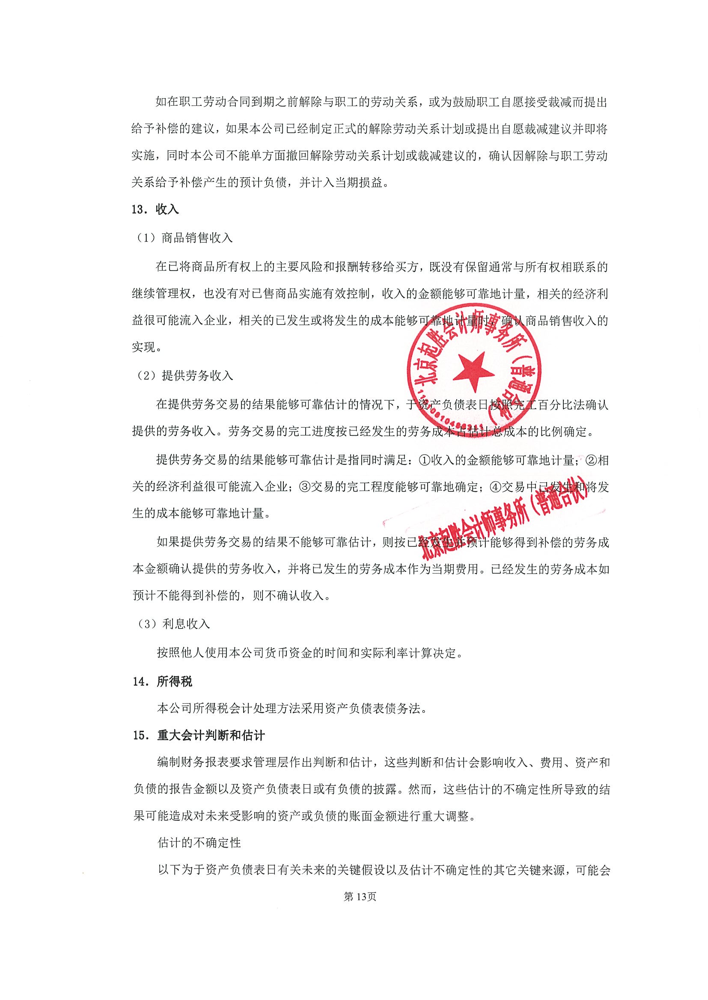 如在职工劳动合同到期之前解除与职工的劳动关系，或为鼓励职工自愿接受裁减而提出
给予补偿的建议，如果本公司已经制定正式的解除劳动关系计划或提出自愿裁减建议并即将
实施，同时本公司不能单方面撤回解除劳动关系计划或裁减建议的，确认因解除与职工劳动
关系给予补偿产生的预计负债，并计入当期损益。
13．收入
（1）商品销售收入
在已将商品所有权上的主要风险和报酬转移给买方，既没有保留通常与所有权相联系的
继续管理权，也没有对已售商品实施有效控制，收入的金额能够可靠地计量，相关的经济利
益很可能流入企业，相关的已发生或将发生的成本能够可靠地计量时，确认商品销售收入的
实现。
北京起胜会计师事务所（普通合伙）
（2）提供劳务收入
在提供劳务交易的结果能够可靠估计的情况下，于资产负债表日按照完工百分比法确认
提供的劳务收入。劳务交易的完工进度按已经发生的劳务成本占估计总成本的比例确定。
提供劳务交易的结果能够可靠估计是指同时满足：①收入的金额能够可靠地计量；②相
关的经济利益很可能流入企业；③交易的完工程度能够可靠地确定；④交易中已发生和将发
生的成本能够可靠地计量。
北京起胜会计师事务所（普通合伙）
如果提供劳务交易的结果不能够可靠估计，则按已经发生并预计能够得到补偿的劳务成
本金额确认提供的劳务收入，并将已发生的劳务成本作为当期费用。已经发生的劳务成本如
预计不能得到补偿的，则不确认收入。
（3）利息收入
按照他人使用本公司货币资金的时间和实际利率计算决定。
14．所得税
本公司所得税会计处理方法采用资产负债表债务法。
15．重大会计判断和估计
编制财务报表要求管理层作出判断和估计，这些判断和估计会影响收入、费用、资产和
负债的报告金额以及资产负债表日或有负债的披露。然而，这些估计的不确定性所导致的结
果可能造成对未来受影响的资产或负债的账面金额进行重大调整。
估计的不确定性
以下为于资产负债表日有关未来的关键假设以及估计不确定性的其它关键来源，可能会
第 13页